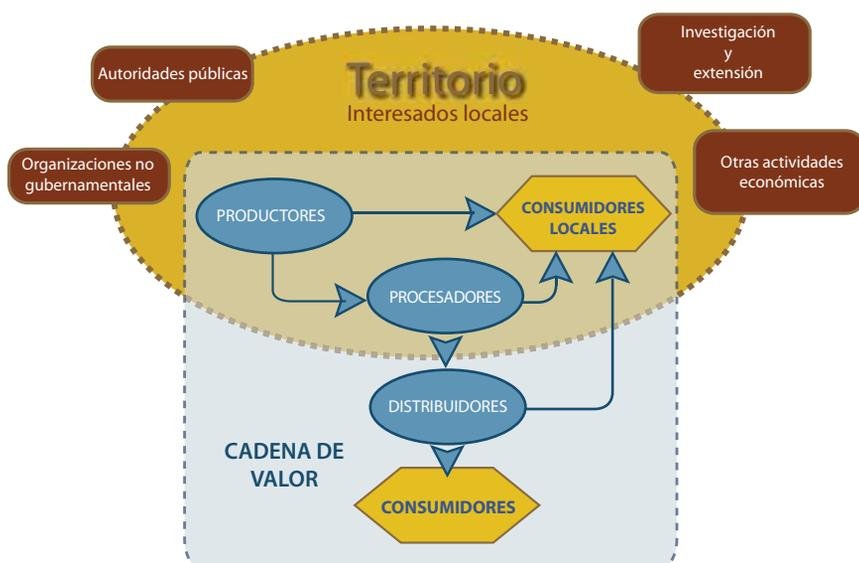 Investigación
y
extensión
Autoridades públicas
Territorio
Interesados locales
Organizaciones no
gubernamentales
Otras actividades
económicas
PRODUCTORES
CONSUMIDORES
LOCALES
PROCESADORES
DISTRIBUIDORES
CADENA DE
VALOR
CONSUMIDORES